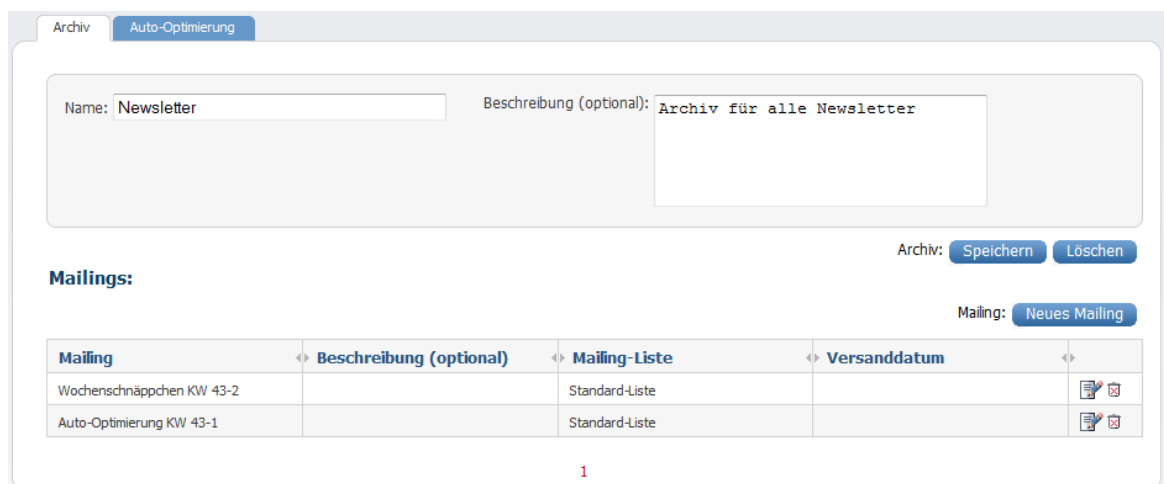 Archiv Auto-Optimierung
Name: Newsletter Beschreibung (optional): Archiv für alle Newsletter
Archiv: Speichern Löschen
Mailings:
Mailing: Neues Mailing
Mailing Beschreibung (optional) Mailing-Liste Versanddatum
Wochenschnäppchen KW 43-2 Standard-Liste
Auto-Optimierung KW 43-1 Standard-Liste
1